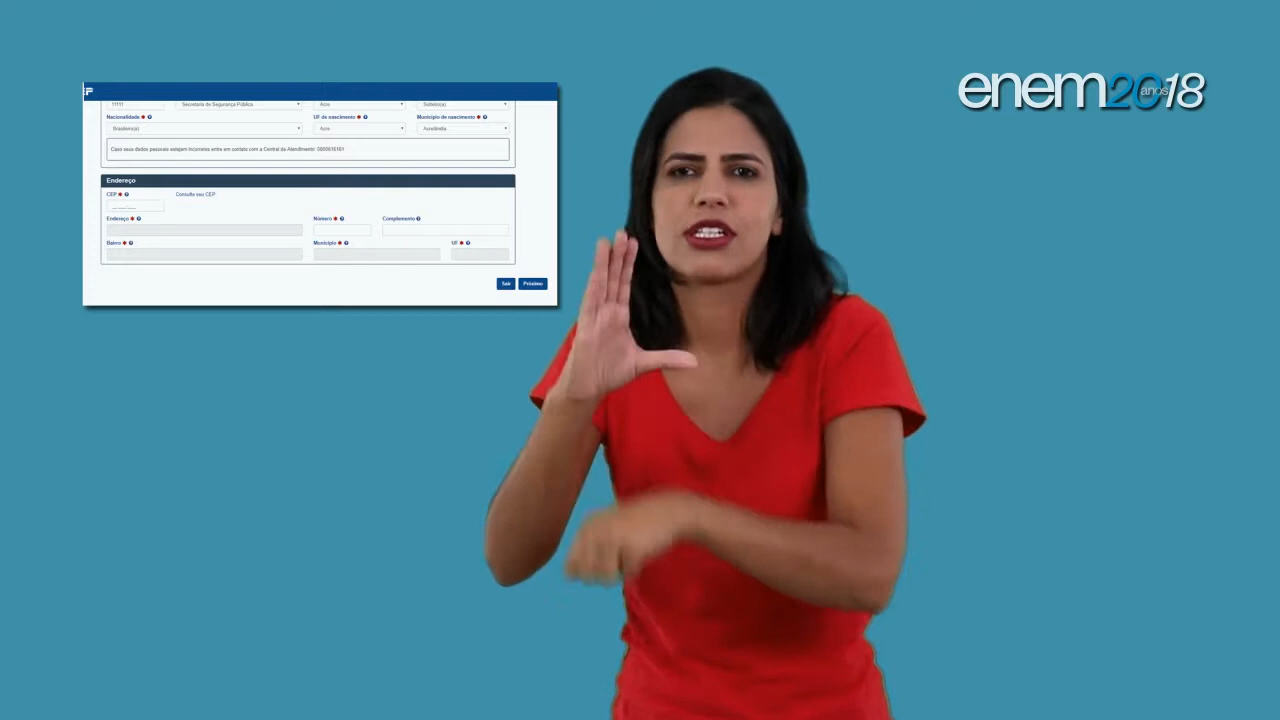 enem2018
anos
11111 Secretaria de Segurança Pública Acre Solteiro(a)
Nacionalidade * UF de nascimento * Município de nascimento *
Brasileiro(a) Acre Acrelândia
Caso seus dados pessoais estejam incorretos entre em contato com a Central de Atendimento: 0800616161
Endereço
CEP * Consulte seu CEP
Endereço * Número * Complemento
Bairro * Município * UF *
Sair Próximo